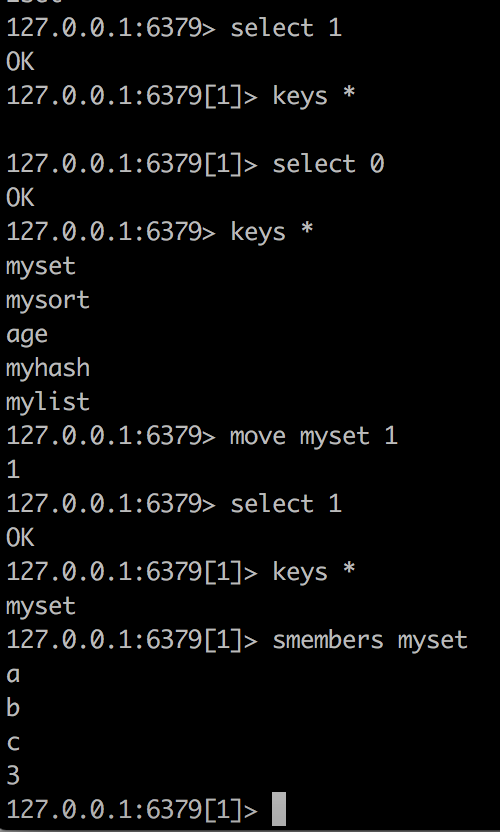 127.0.0.1:6379> select 1
OK
127.0.0.1:6379[1]> keys *

127.0.0.1:6379[1]> select 0
OK
127.0.0.1:6379> keys *
myset
mysort
age
myhash
mylist
127.0.0.1:6379> move myset 1
1
127.0.0.1:6379> select 1
OK
127.0.0.1:6379[1]> keys *
myset
127.0.0.1:6379[1]> smembers myset
a
b
c
3
127.0.0.1:6379[1]>